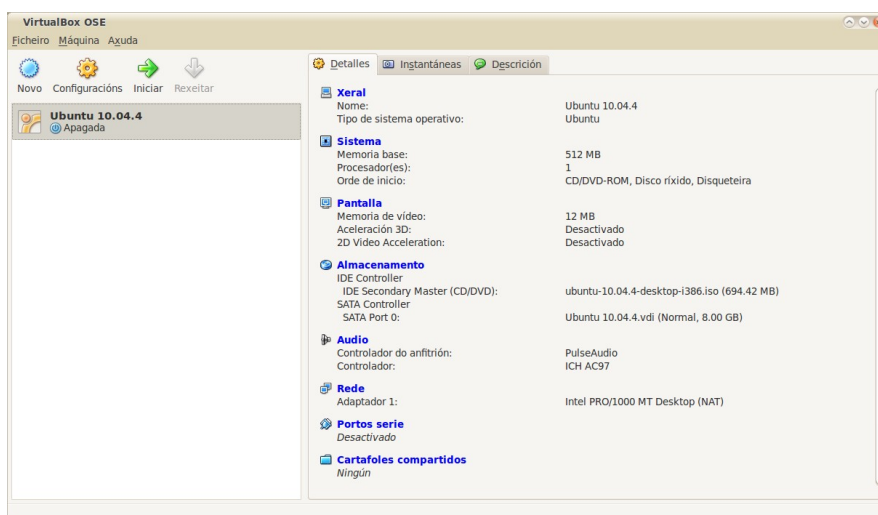 VirtualBox OSE
Ficheiro Máquina Axuda
Novo Configuracións Iniciar Rexeitar
Ubuntu 10.04.4
Apagada
Detalles Instantáneas Descrición
Xeral
Nome: Ubuntu 10.04.4
Tipo de sistema operativo: Ubuntu
Sistema
Memoria base: 512 MB
Procesador(es): 1
Orde de inicio: CD/DVD-ROM, Disco ríxido, Disqueteira
Pantalla
Memoria de vídeo: 12 MB
Aceleración 3D: Desactivado
2D Video Acceleration: Desactivado
Almacenamento
IDE Controller
IDE Secondary Master (CD/DVD): ubuntu-10.04.4-desktop-i386.iso (694.42 MB)
SATA Controller
SATA Port 0: Ubuntu 10.04.4.vdi (Normal, 8.00 GB)
Audio
Controlador do anfitrión: PulseAudio
Controlador: ICH AC97
Rede
Adaptador 1: Intel PRO/1000 MT Desktop (NAT)
Portos serie
Desactivado
Cartafoles compartidos
Ningún